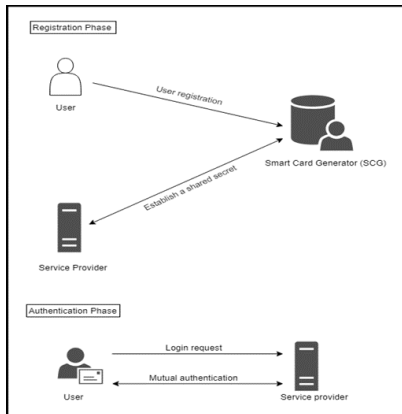 Registration Phase
User registration
User
Smart Card Generator (SCG)
Establish a shared secret
Service Provider
Authentication Phase
Login request
Mutual authentication
User
Service provider